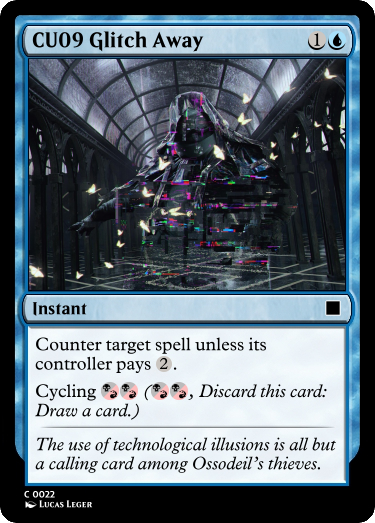 CU09 Glitch Away 1
Instant
Counter target spell unless its
controller pays 2.
Cycling (, Discard this card:
Draw a card.)
The use of technological illusions is all but
a calling card among Ossodeil's thieves.
C 0022
Lucas Leger